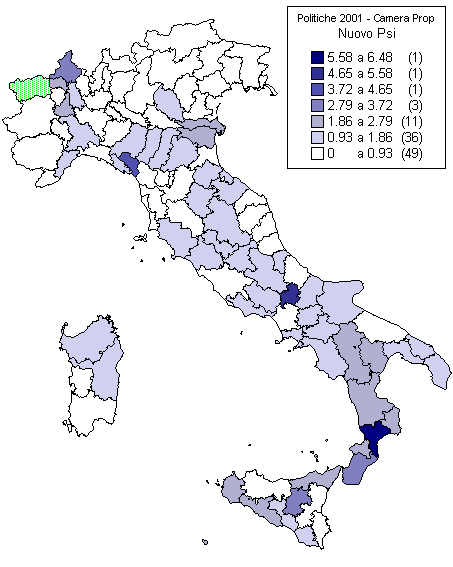 Politiche 2001 - Camera Prop
Nuovo Psi
5.58 a 6.48 (1)
4.65 a 5.58 (1)
3.72 a 4.65 (1)
2.79 a 3.72 (3)
1.86 a 2.79 (11)
0.93 a 1.86 (36)
0 a 0.93 (49)